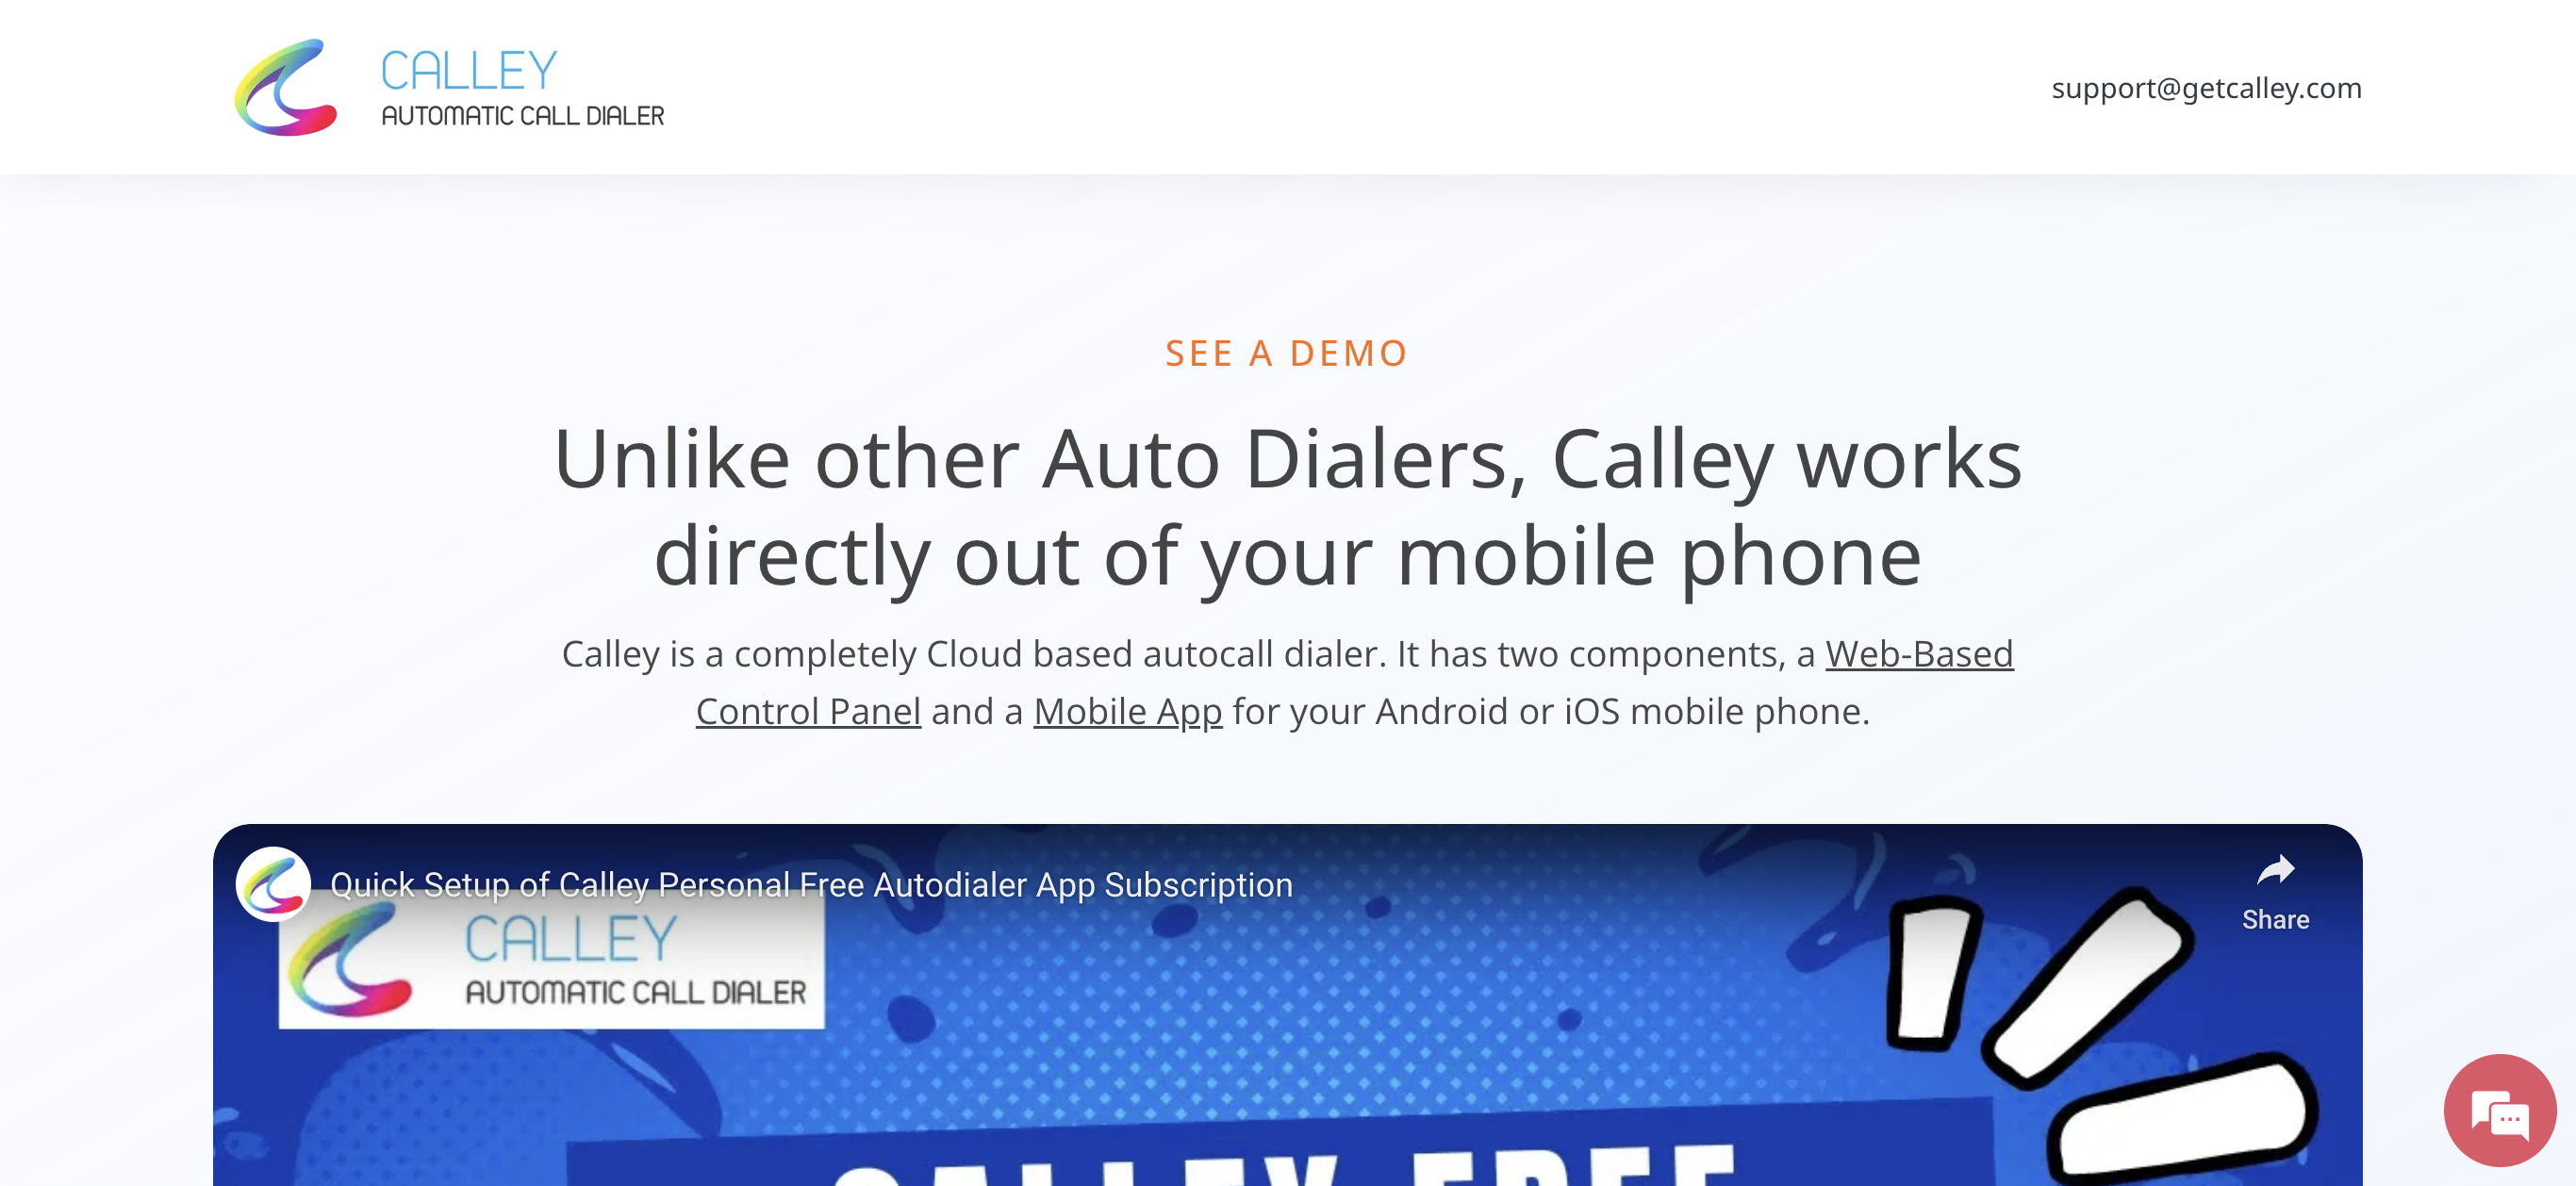 CALLEY
AUTOMATIC CALL DIALER
support@getcalley.com
SEE A DEMO
Unlike other Auto Dialers, Calley works
directly out of your mobile phone
Calley is a completely Cloud based autocall dialer. It has two components, a Web-Based
Control Panel and a Mobile App for your Android or iOS mobile phone.
Quick Setup of Calley Personal Free Autodialer App Subscription
Share
CALLEY
AUTOMATIC CALL DIALER
CALLEY FREE